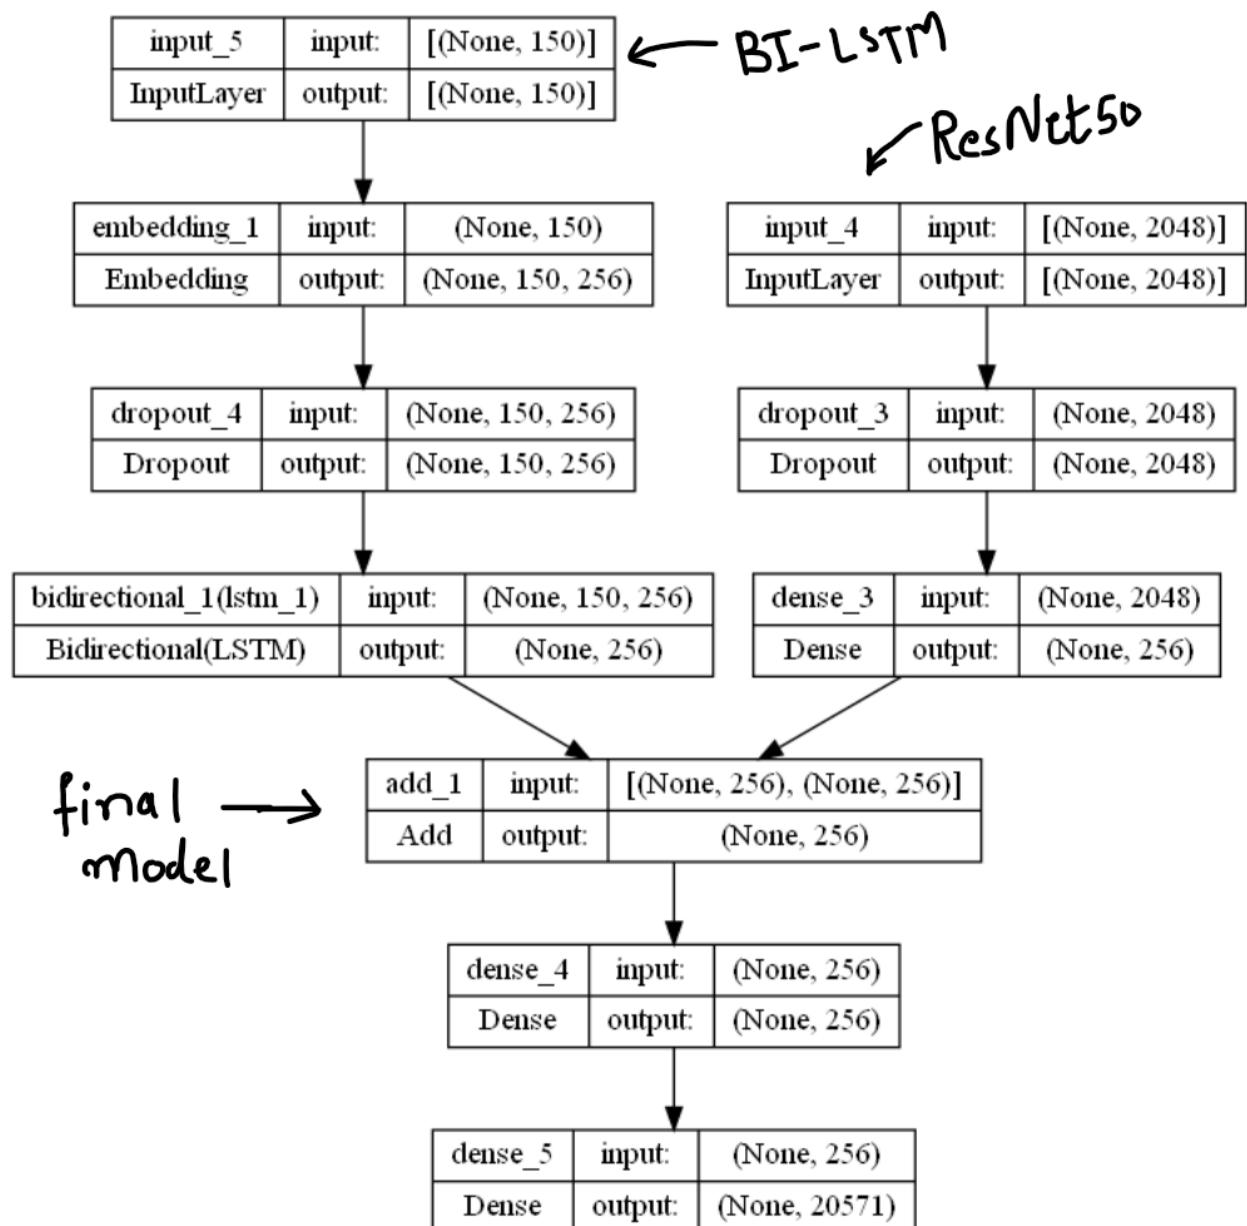 input_5 input: [(None, 150)]
InputLayer output: [(None, 150)]
BI-LSTM
ResNet50
embedding_1 input: (None, 150)
Embedding output: (None, 150, 256)
input_4 input: [(None, 2048)]
InputLayer output: [(None, 2048)]
dropout_4 input: (None, 150, 256)
Dropout output: (None, 150, 256)
dropout_3 input: (None, 2048)
Dropout output: (None, 2048)
bidirectional_1(lstm_1) input: (None, 150, 256)
Bidirectional(LSTM) output: (None, 256)
dense_3 input: (None, 2048)
Dense output: (None, 256)
final
model
add_1 input: [(None, 256), (None, 256)]
Add output: (None, 256)
dense_4 input: (None, 256)
Dense output: (None, 256)
dense_5 input: (None, 256)
Dense output: (None, 20571)